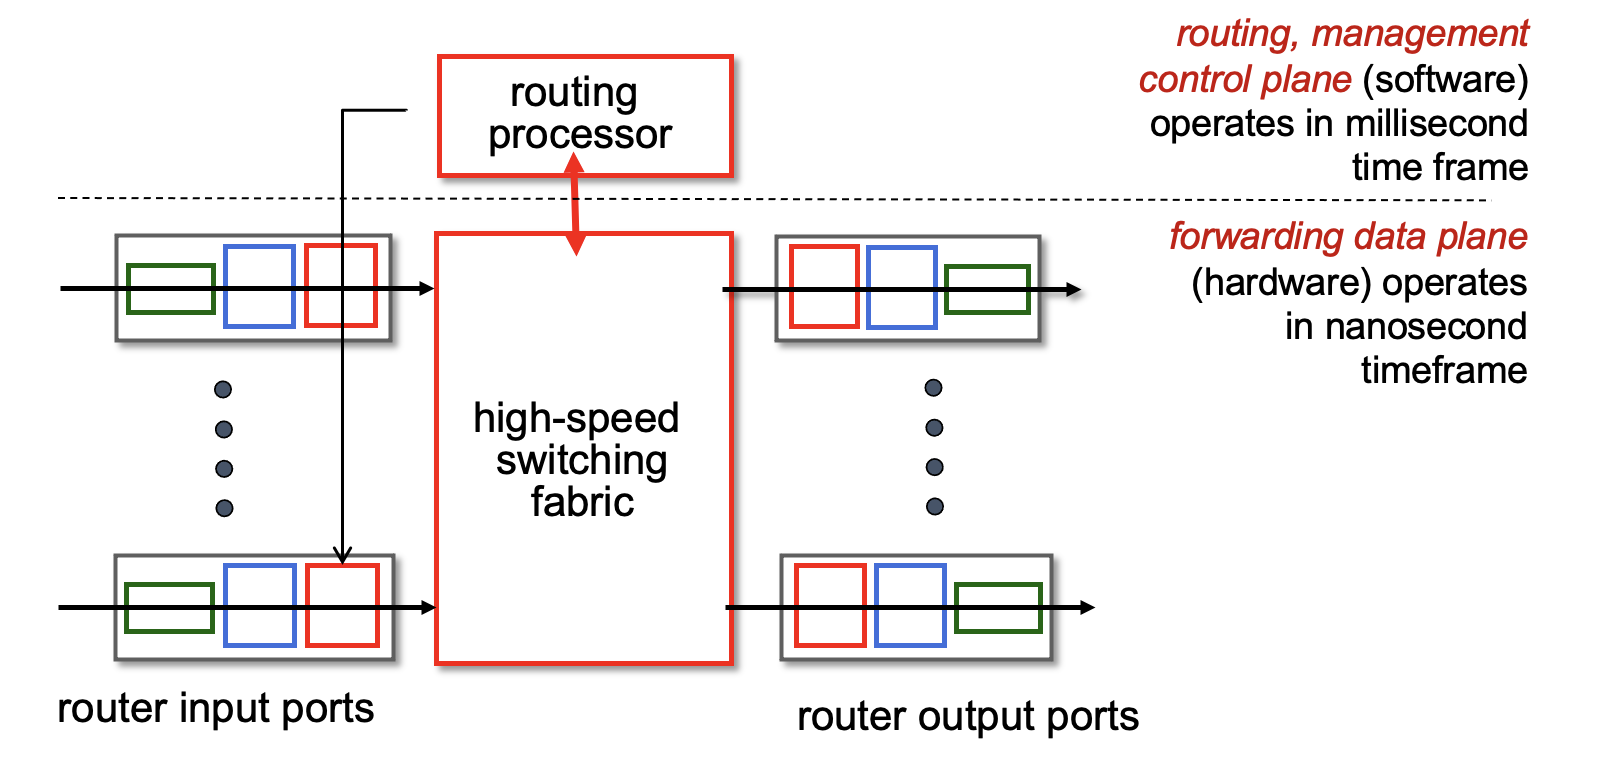 routing, management
control plane (software)
operates in millisecond
time frame
routing
processor
forwarding data plane
(hardware) operates
in nanosecond
timeframe
high-speed
switching
fabric
router input ports
router output ports